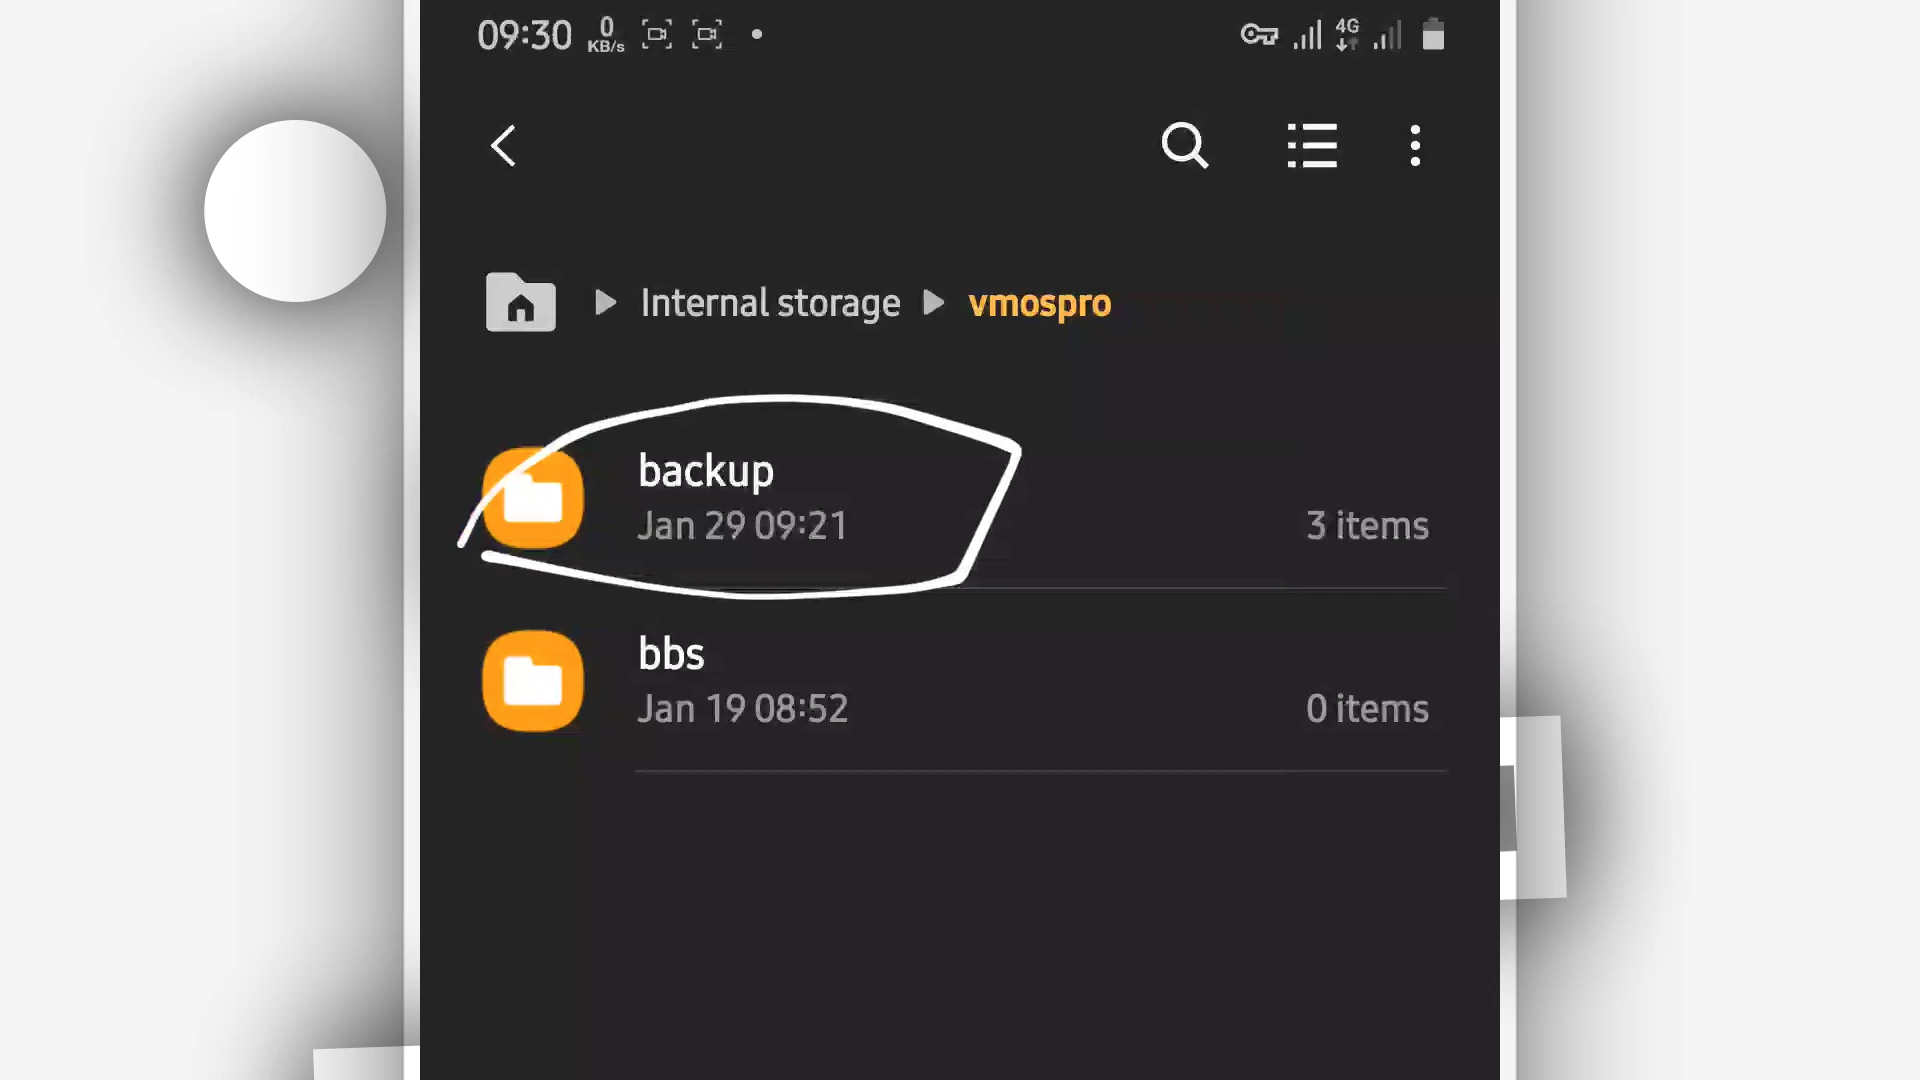 09:30 0 KB/s 4G
Internal storage vmospro
backup
Jan 29 09:21 3 items
bbs
Jan 19 08:52 0 items